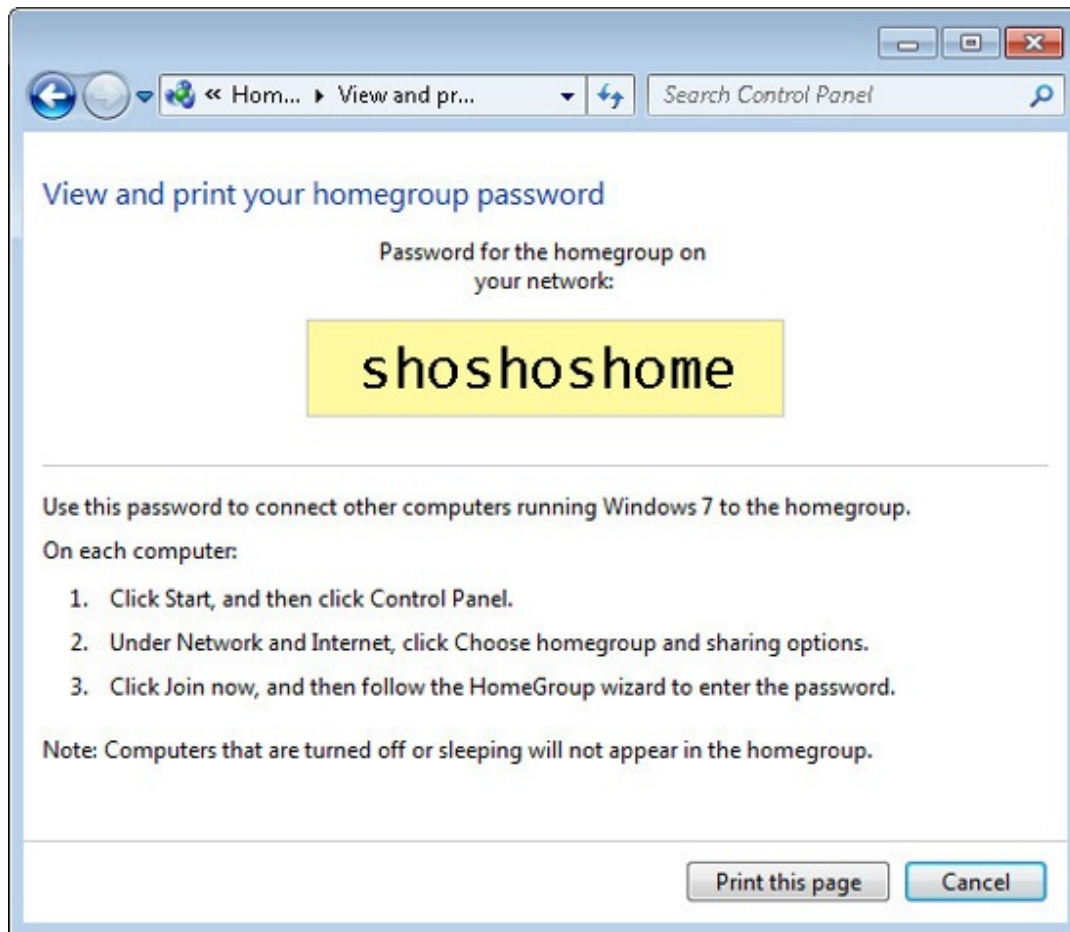 « Hom... ▸ View and pr... Search Control Panel
View and print your homegroup password
Password for the homegroup on
your network:
shoshoshome
Use this password to connect other computers running Windows 7 to the homegroup.
On each computer:
1. Click Start, and then click Control Panel.
2. Under Network and Internet, click Choose homegroup and sharing options.
3. Click Join now, and then follow the HomeGroup wizard to enter the password.
Note: Computers that are turned off or sleeping will not appear in the homegroup.
Print this page Cancel